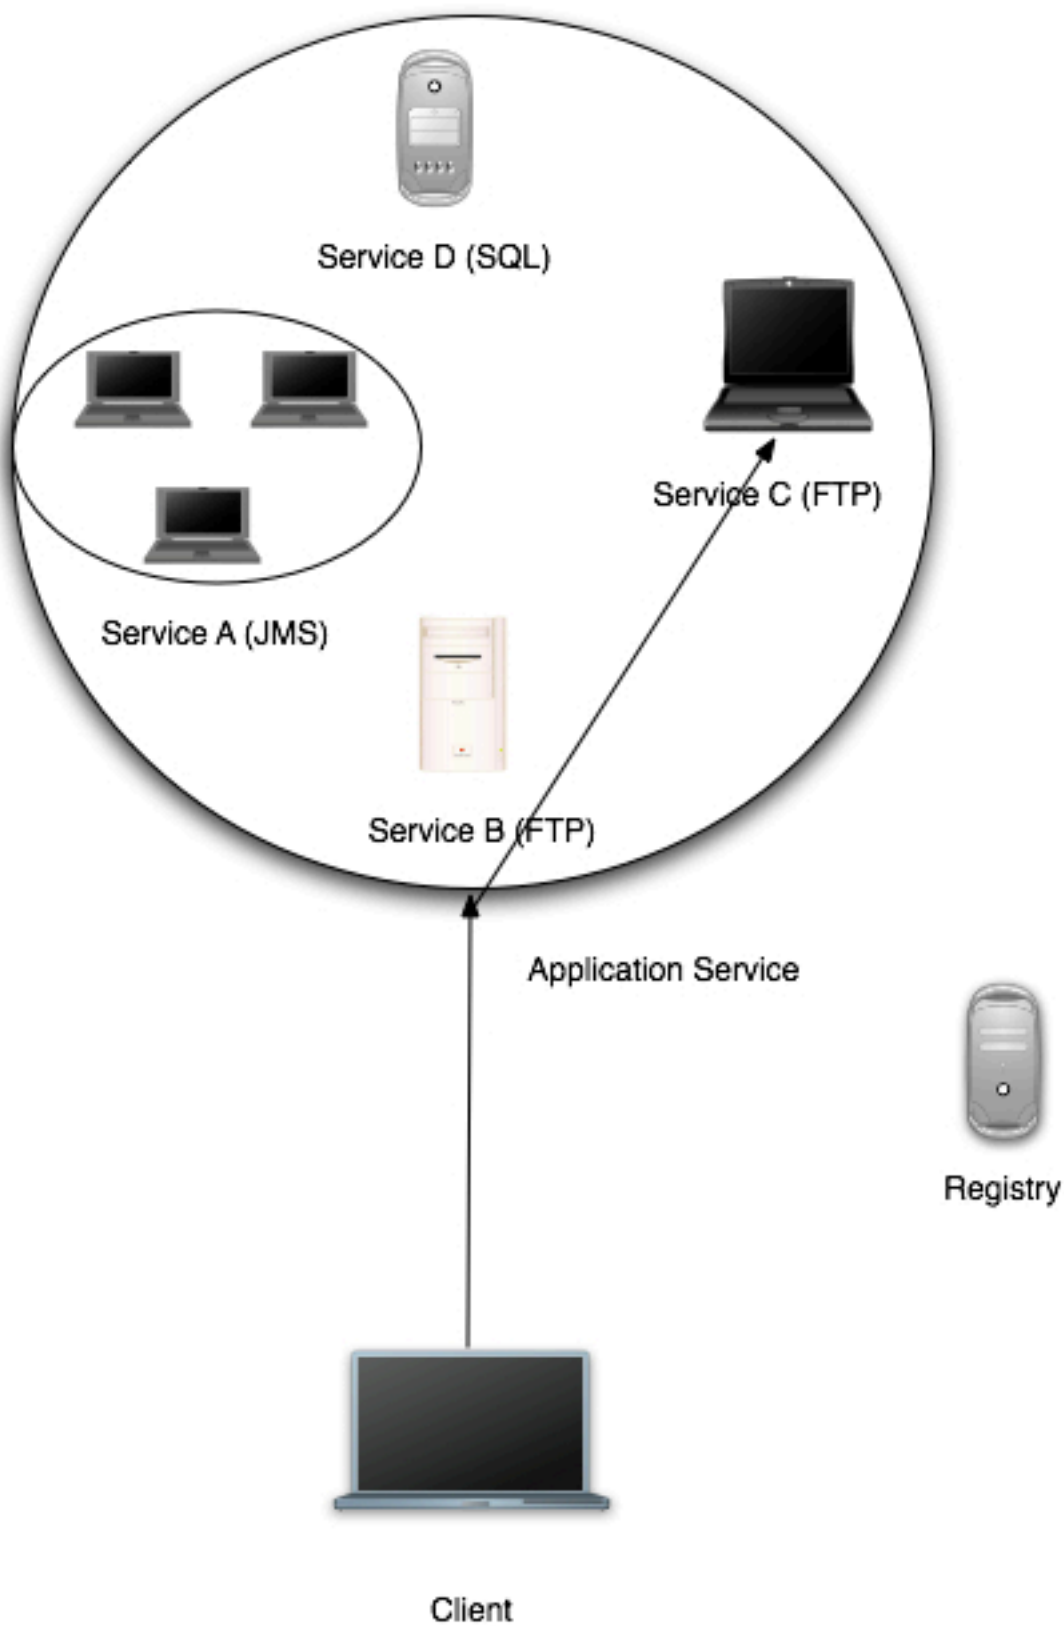 Service D (SQL)
Service C (FTP)
Service A (JMS)
Service B (FTP)
Application Service
Registry
Client